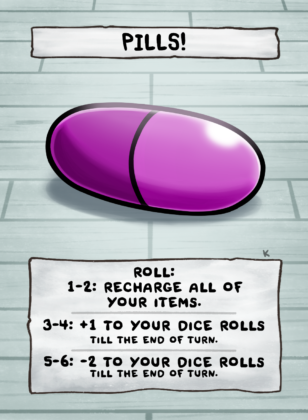 PILLS!
K
ROLL:
1-2: RECHARGE ALL OF
YOUR ITEMS.
3-4: +1 TO YOUR DICE ROLLS
TILL THE END OF TURN.
5-6: -2 TO YOUR DICE ROLLS
TILL THE END OF TURN.